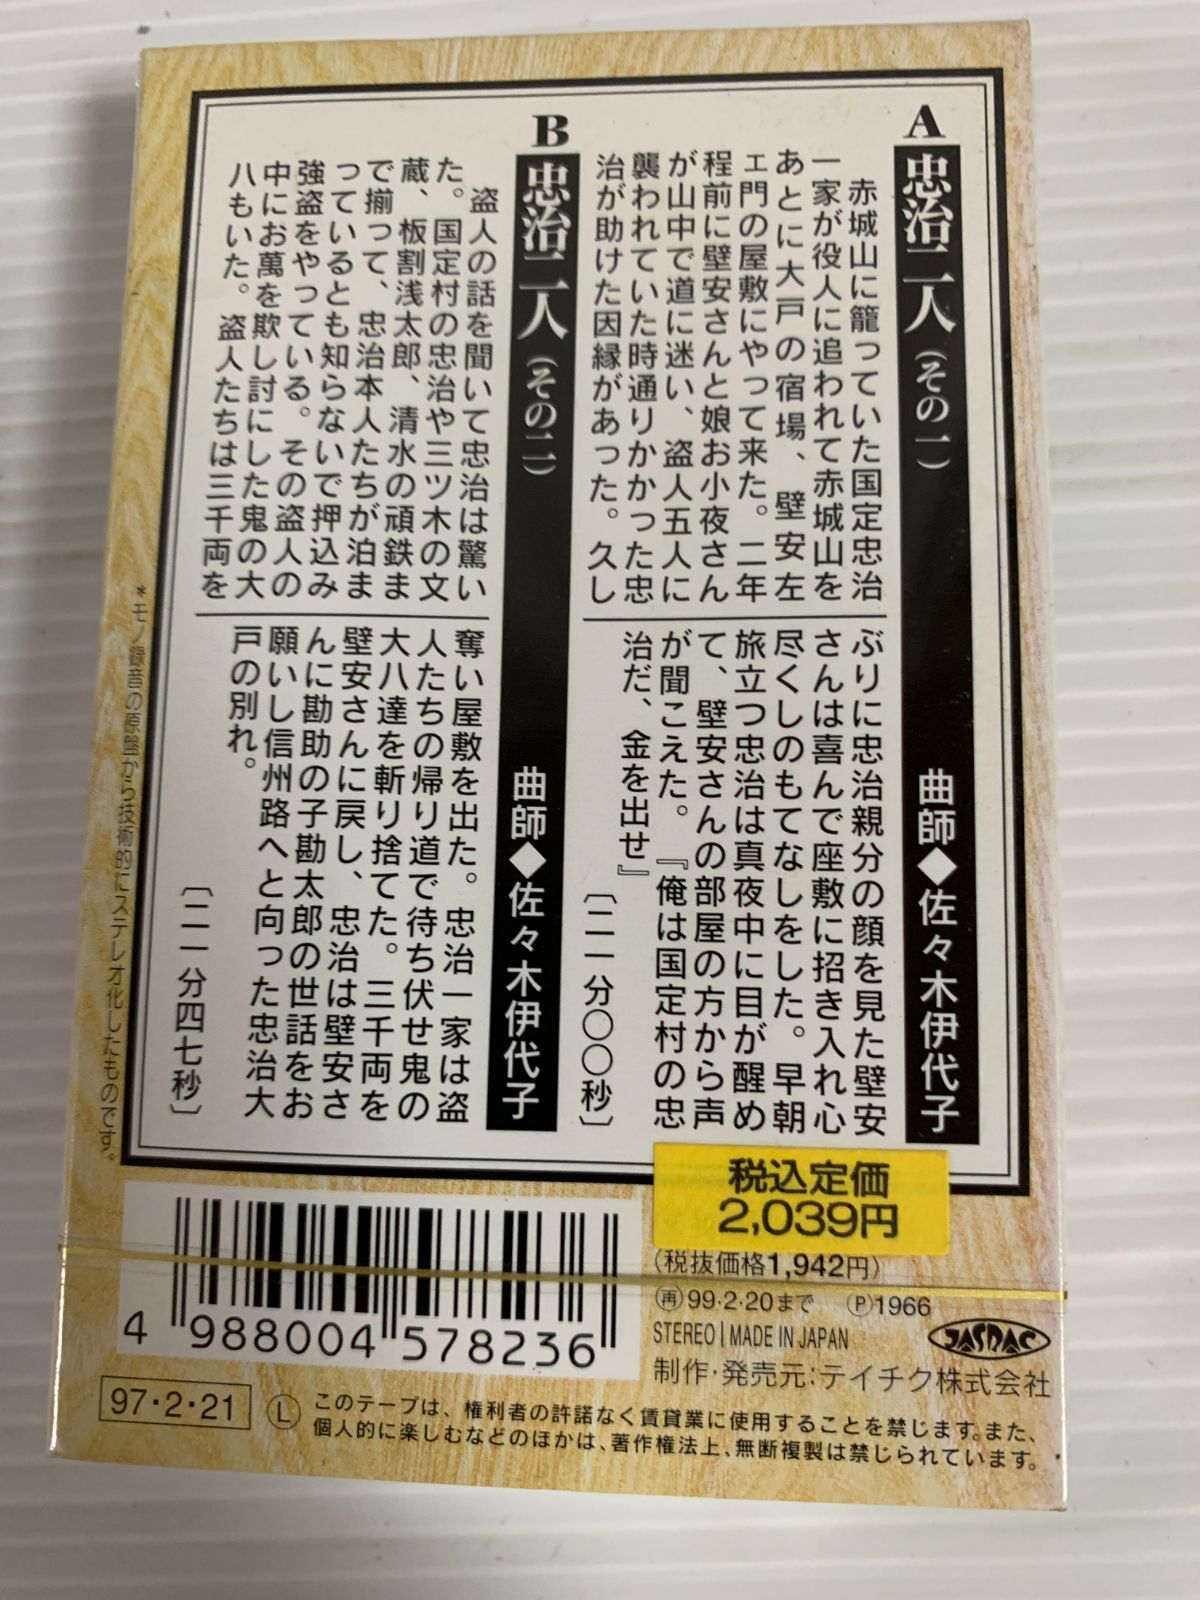 A
忠治二人（その一）　曲師◆佐々木伊代子
赤城山に籠っていた国定忠治
一家が役人に追われて赤城山を
あとに大戸の宿場、壁安左
ェ門の屋敷にやって来た。二年
程前に壁安さんと娘お小夜さん
が山中で道に迷い、盗人五人に
襲われていた時通りかかった忠
治が助けた因縁があった。久し
ぶりに忠治親分の顔を見た壁安
さんは喜んで座敷に招き入れ心
尽くしのもてなしをした。早朝
旅立つ忠治は真夜中に目が醒め
て、壁安さんの部屋の方から声
が聞こえた。『俺は国定村の忠
治だ、金を出せ』
〔二一分〇〇秒〕
B
忠治二人（その二）　曲師◆佐々木伊代子
盗人の話を聞いて忠治は驚い
た。国定村の忠治や三ツ木の文
蔵、板割浅太郎、清水の頑鉄ま
で揃って、忠治本人たちが泊ま
っているとも知らないで押込み
強盗をやっている。その盗人の
中にお萬を欺し討にした鬼の大
八もいた。盗人たちは三千両を
奪い屋敷を出た。忠治一家は盗
人たちの帰り道で待ち伏せ鬼の
大八達を斬り捨てた。三千両を
壁安さんに戻し、忠治は壁安さ
んに勘助の子勘太郎の世話をお
願いし信州路へと向った忠治大
戸の別れ。
〔二一分四七秒〕
＊モノ録音の原盤から技術的にステレオ化したものです。
税込定価
2,039円
(税抜価格1,942円)
再99・2・20まで　Ⓟ1966
STEREO | MADE IN JAPAN
JASRAC
制作・発売元：テイチク株式会社
4 988004 578236
97・2・21
Ⓛ このテープは、権利者の許諾なく賃貸業に使用することを禁じます。また、
個人的に楽しむなどのほかは、著作権法上、無断複製は禁じられています。